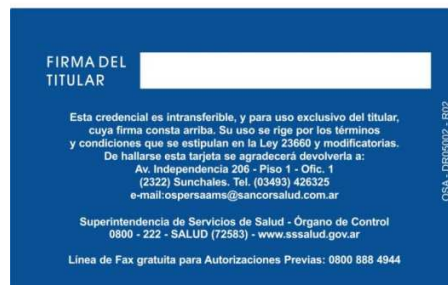 FIRMA DEL
TITULAR
Esta credencial es intransferible, y para uso exclusivo del titular,
cuya firma consta arriba. Su uso se rige por los términos
y condiciones que se estipulan en la Ley 23660 y modificatorias.
De hallarse esta tarjeta se agradecerá devolverla a:
Av. Independencia 206 - Piso 1 - Ofic. 1
(2322) Sunchales. Tel. (03493) 426325
e-mail:ospersaams@sancorsalud.com.ar
Superintendencia de Servicios de Salud - Órgano de Control
0800 - 222 - SALUD (72583) - www.sssalud.gov.ar
Línea de Fax gratuita para Autorizaciones Previas: 0800 888 4944
OSA - DR05002 - R02